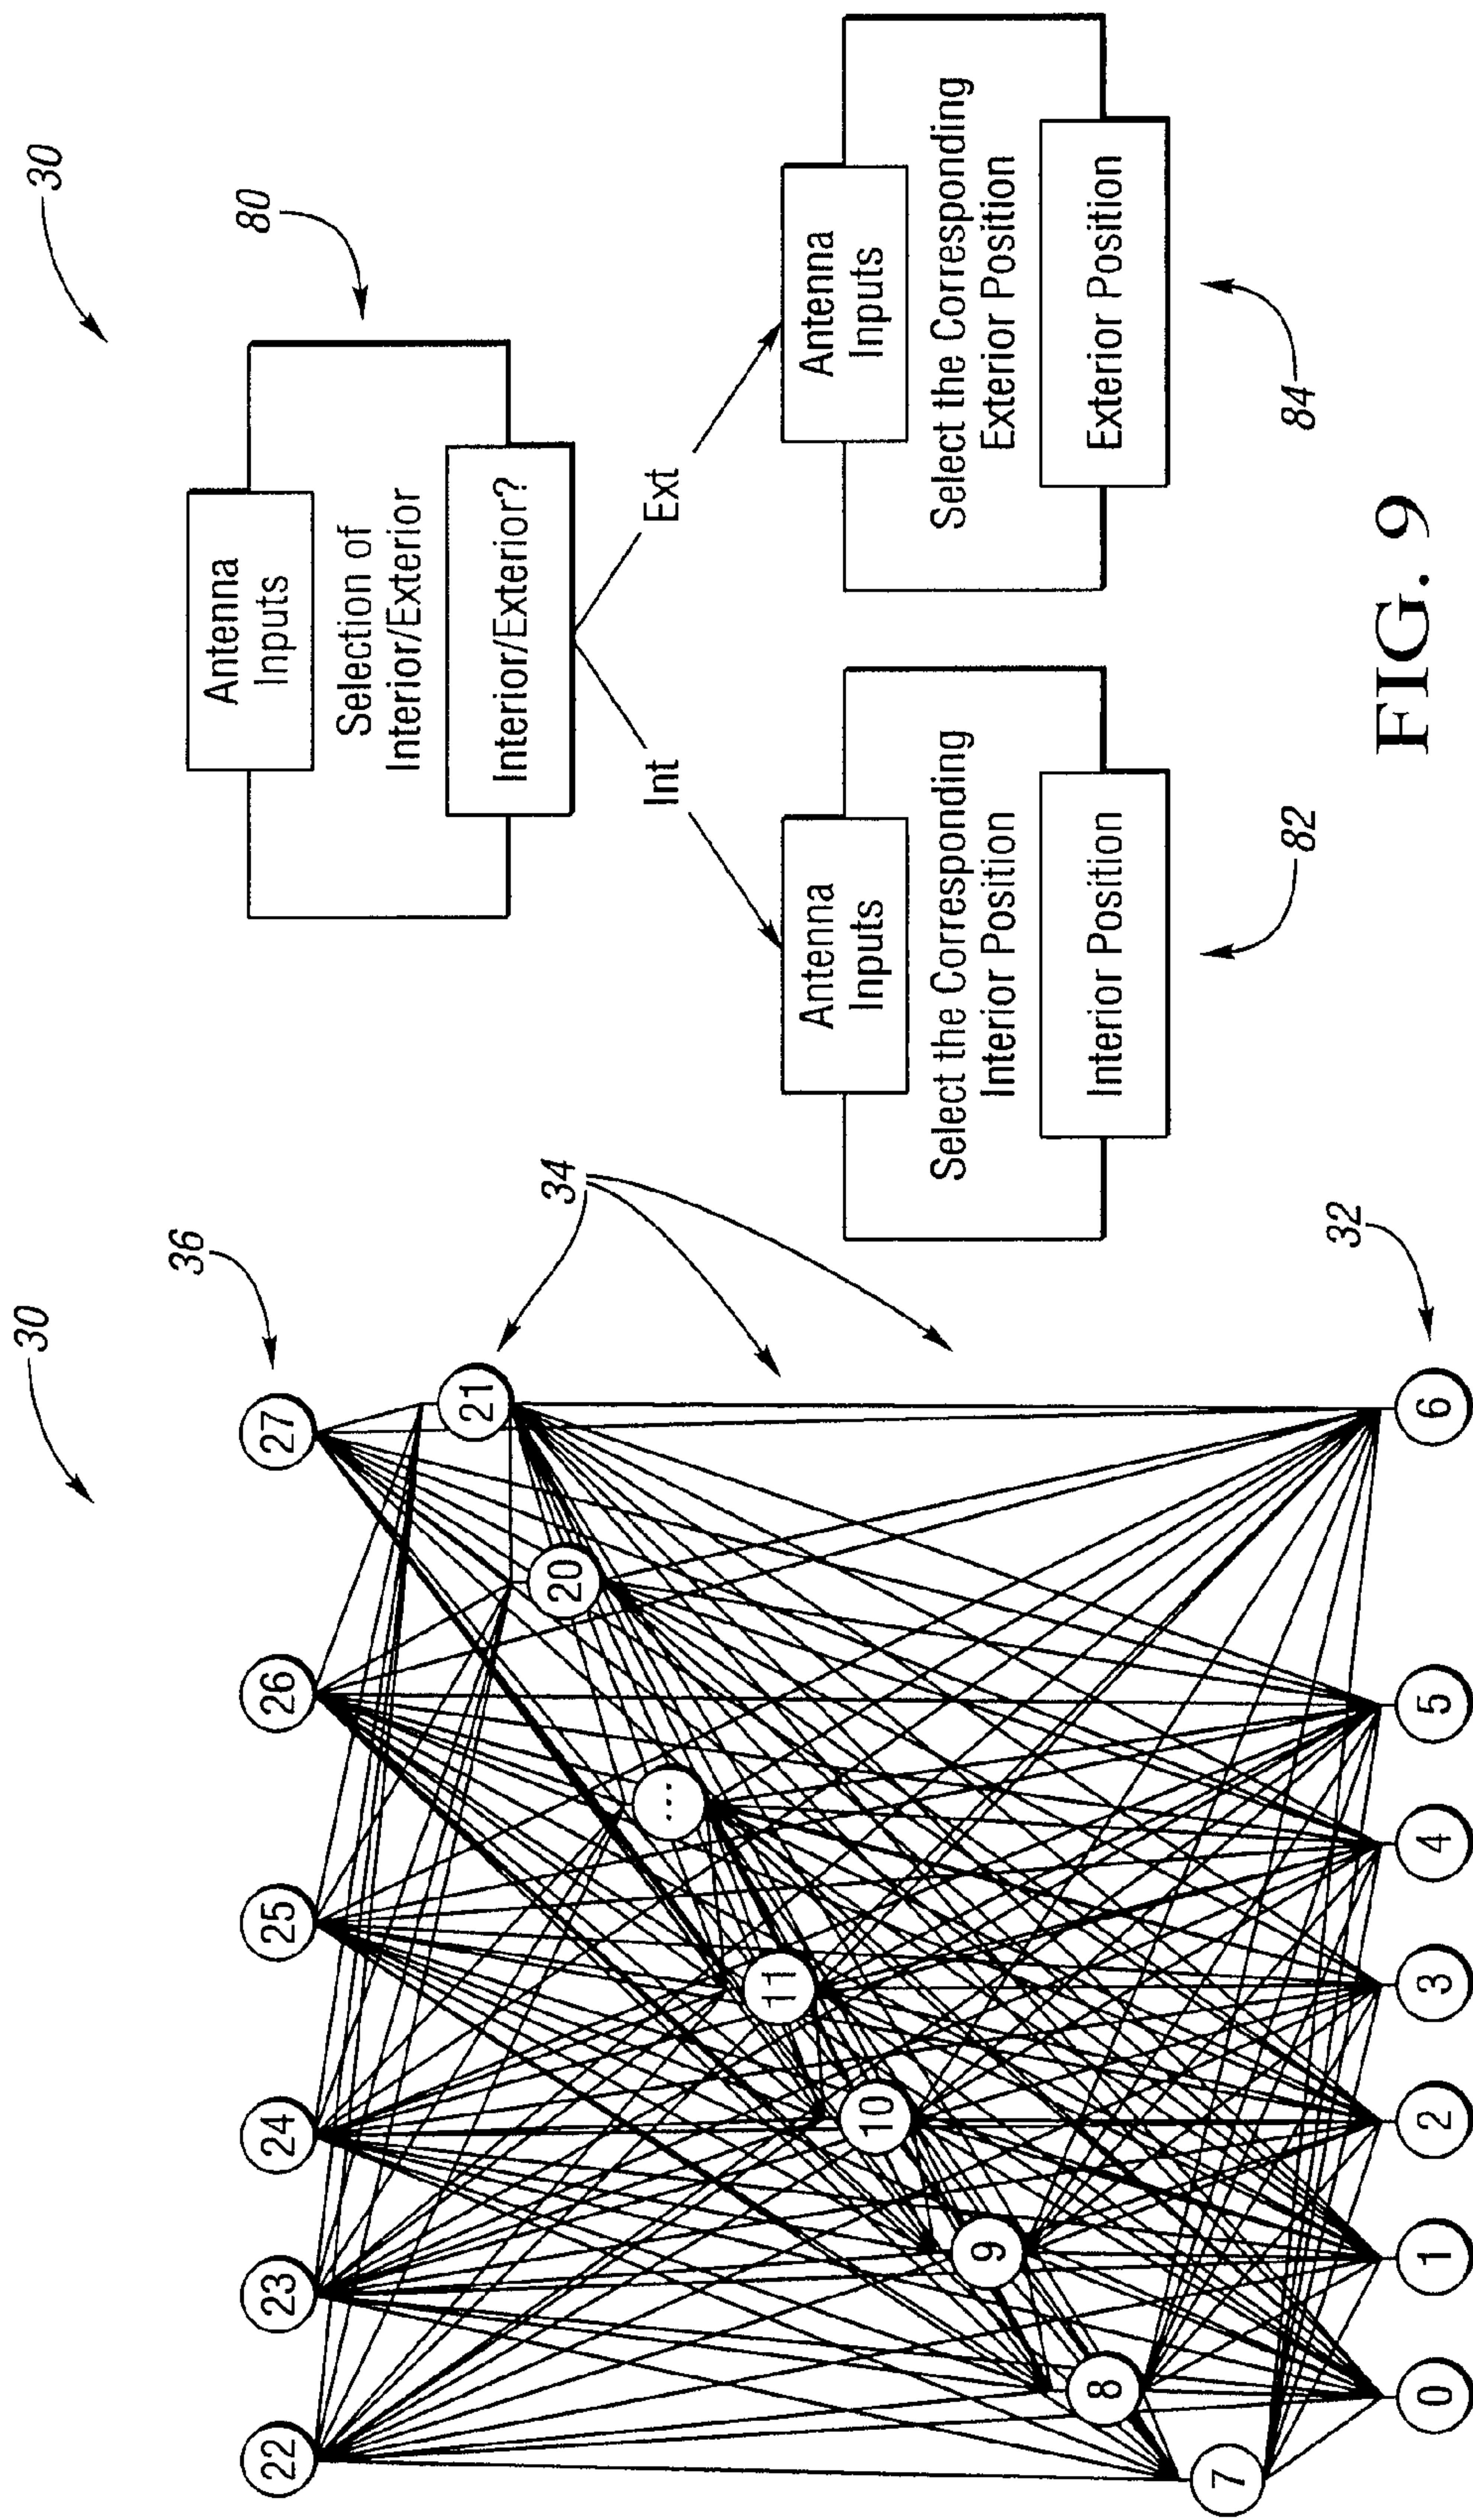 30
36
27
26
25
24
23
22
34
21
20
...
11
10
9
8
7
32
6
5
4
3
2
1
0
30
80
Antenna
Inputs
Selection of
Interior/Exterior
Interior/Exterior?
Int
Ext
Antenna
Inputs
Select the Corresponding
Interior Position
Interior Position
82
Antenna
Inputs
Select the Corresponding
Exterior Position
Exterior Position
84
FIG. 9